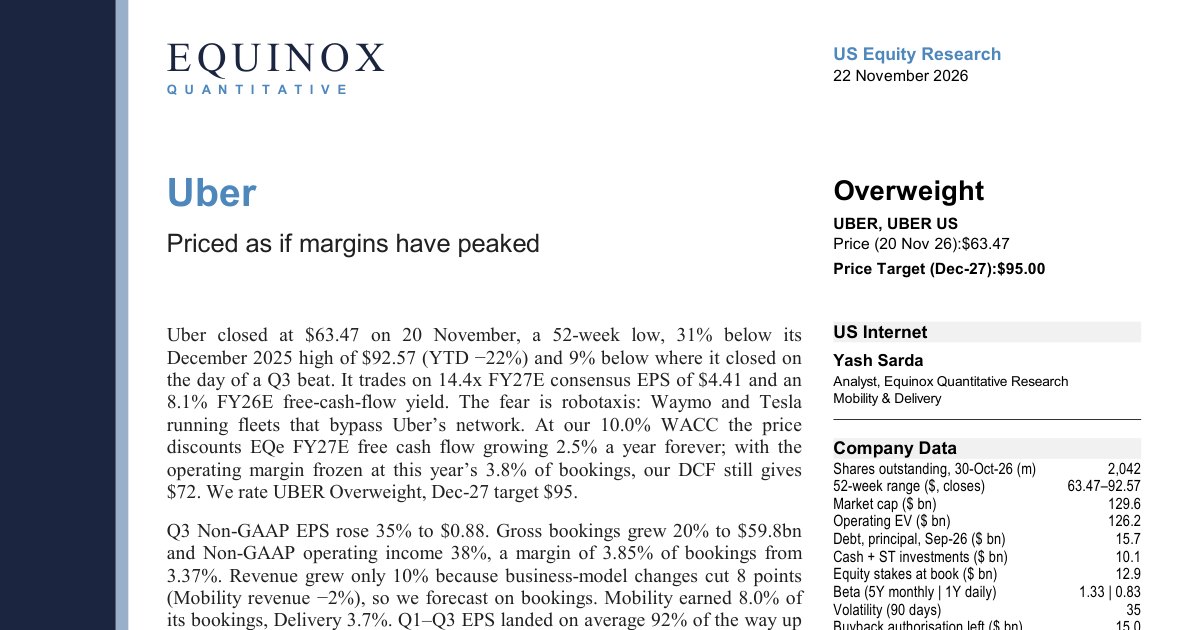 EQUINOX
QUANTITATIVE
US Equity Research
22 November 2026
Uber
Priced as if margins have peaked
Overweight
UBER, UBER US
Price (20 Nov 26):$63.47
Price Target (Dec-27):$95.00
Uber closed at $63.47 on 20 November, a 52-week low, 31% below its
December 2025 high of $92.57 (YTD −22%) and 9% below where it closed on
the day of a Q3 beat. It trades on 14.4x FY27E consensus EPS of $4.41 and an
8.1% FY26E free-cash-flow yield. The fear is robotaxis: Waymo and Tesla
running fleets that bypass Uber’s network. At our 10.0% WACC the price
discounts EQe FY27E free cash flow growing 2.5% a year forever; with the
operating margin frozen at this year’s 3.8% of bookings, our DCF still gives
$72. We rate UBER Overweight, Dec-27 target $95.
Q3 Non-GAAP EPS rose 35% to $0.88. Gross bookings grew 20% to $59.8bn
and Non-GAAP operating income 38%, a margin of 3.85% of bookings from
3.37%. Revenue grew only 10% because business-model changes cut 8 points
(Mobility revenue −2%), so we forecast on bookings. Mobility earned 8.0% of
its bookings, Delivery 3.7%. Q1–Q3 EPS landed on average 92% of the way up
US Internet
Yash Sarda
Analyst, Equinox Quantitative Research
Mobility & Delivery
Company Data
Shares outstanding, 30-Oct-26 (m) 2,042
52-week range ($, closes) 63.47–92.57
Market cap ($ bn) 129.6
Operating EV ($ bn) 126.2
Debt, principal, Sep-26 ($ bn) 15.7
Cash + ST investments ($ bn) 10.1
Equity stakes at book ($ bn) 12.9
Beta (5Y monthly | 1Y daily) 1.33 | 0.83
Volatility (90 days) 35
Buyback authorisation left ($ bn) 15.0